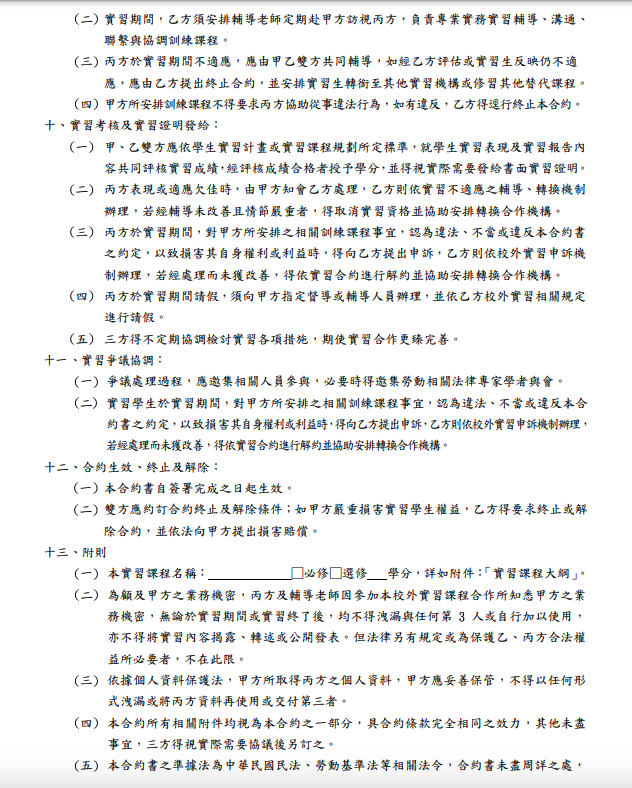 (二) 實習期間，乙方須安排輔導老師定期赴甲方訪視丙方，負責專業實務實習輔導、溝通、
聯繫與協調訓練課程。
(三) 丙方於實習期間不適應，應由甲乙雙方共同輔導，如經乙方評估或實習生反映仍不適
應，應由乙方提出終止合約，並安排實習生轉銜至其他實習機構或修習其他替代課程。
(四) 甲方所安排訓練課程不得要求丙方協助從事違法行為，如有違反，乙方得逕行終止本合約。
十、實習考核及實習證明發給：
(一) 甲、乙雙方應依學生實習計畫或實習課程規劃所定標準，就學生實習表現及實習報告內
容共同評核實習成績，經評核成績合格者授予學分，並得視實際需要發給書面實習證明。
(二) 丙方表現或適應欠佳時，由甲方知會乙方處理，乙方則依實習不適應之輔導、轉換機制
辦理，若經輔導未改善且情節嚴重者，得取消實習資格並協助安排轉換合作機構。
(三) 丙方於實習期間，對甲方所安排之相關訓練課程事宜，認為違法、不當或違反本合約書
之約定，以致損害其自身權利或利益時，得向乙方提出申訴，乙方則依校外實習申訴機
制辦理，若經處理而未獲改善，得依實習合約進行解約並協助安排轉換合作機構。
(四) 丙方於實習期間請假，須向甲方指定督導或輔導人員辦理，並依乙方校外實習相關規定
進行請假。
(五) 三方得不定期協調檢討實習各項措施，期使實習合作更臻完善。
十一、實習爭議協調：
(一) 爭議處理過程，應邀集相關人員參與，必要時得邀集勞動相關法律專家學者與會。
(二) 實習學生於實習期間，對甲方所安排之相關訓練課程事宜，認為違法、不當或違反本合
約書之約定，以致損害其自身權利或利益時，得向乙方提出申訴，乙方則依校外實習申訴機制辦理，
若經處理而未獲改善，得依實習合約進行解約並協助安排轉換合作機構。
十二、合約生效、終止及解除：
(一) 本合約書自簽署完成之日起生效。
(二) 雙方應約訂合約終止及解除條件；如甲方嚴重損害實習學生權益，乙方得要求終止或解
除合約，並依法向甲方提出損害賠償。
十三、附則
(一) 本實習課程名稱：___________□必修□選修__學分，詳如附件：「實習課程大綱」。
(二) 為顧及甲方之業務機密，丙方及輔導老師因參加本校外實習課程合作所知悉甲方之業
務機密，無論於實習期間或實習終了後，均不得洩漏與任何第 3 人或自行加以使用，
亦不得將實習內容揭露、轉述或公開發表。但法律另有規定或為保護乙、丙方合法權
益所必要者，不在此限。
(三) 依據個人資料保護法，甲方所取得丙方之個人資料，甲方應妥善保管，不得以任何形
式洩漏或將丙方資料再使用或交付第三者。
(四) 本合約所有相關附件均視為本合約之一部分，具合約條款完全相同之效力，其他未盡
事宜，三方得視實際需要協議後另訂之。
(五) 本合約書之準據法為中華民國民法、勞動基準法等相關法令，合約書未盡周詳之處，